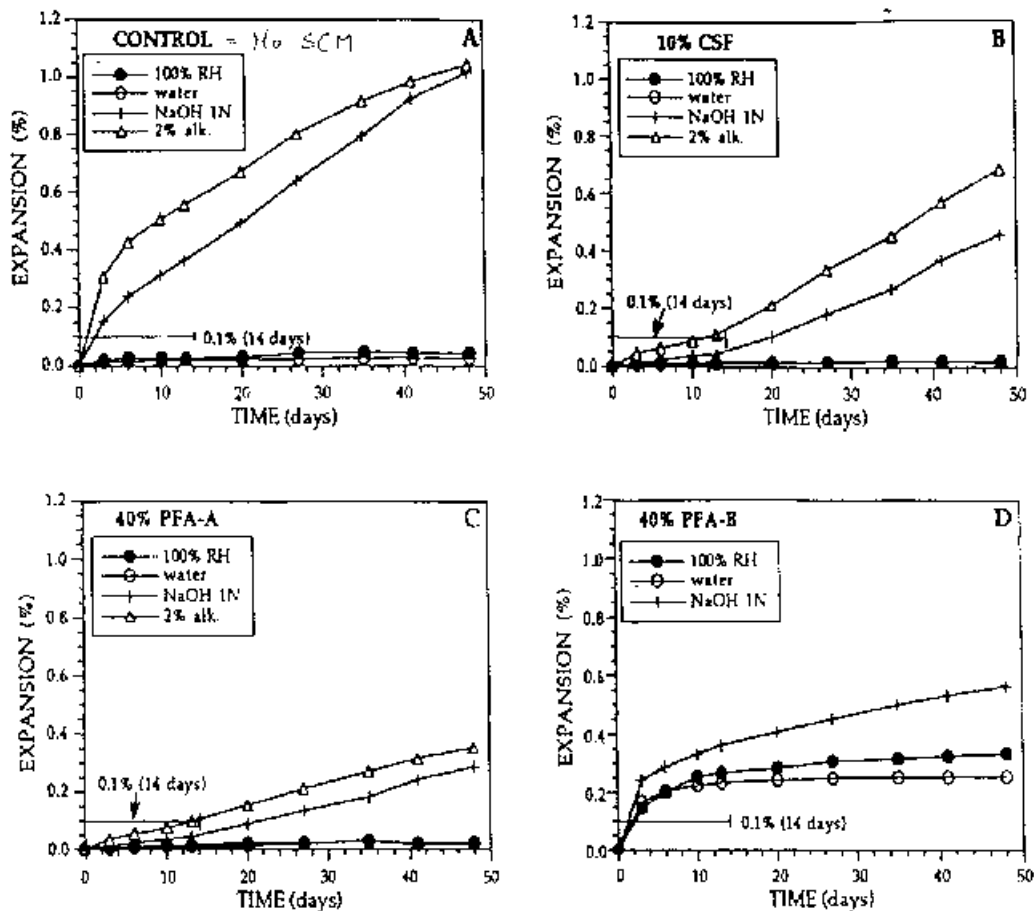 CONTROL = No SCM
A
100% RH
water
NaOH 1N
2% alk.
EXPANSION (%)
1.2
1.0
0.8
0.6
0.4
0.2
0.0
0.1% (14 days)
0 10 20 30 40 50
TIME (days)
10% CSF
B
100% RH
water
NaOH 1N
2% alk.
EXPANSION (%)
1.2
1.0
0.8
0.6
0.4
0.2
0.0
0.1% (14 days)
0 10 20 30 40 50
TIME (days)
40% PFA-A
C
100% RH
water
NaOH 1N
2% alk.
EXPANSION (%)
1.2
1.0
0.8
0.6
0.4
0.2
0.0
0.1% (14 days)
0 10 20 30 40 50
TIME (days)
40% PFA-B
D
100% RH
water
NaOH 1N
EXPANSION (%)
1.2
1.0
0.8
0.6
0.4
0.2
0.0
0.1% (14 days)
0 10 20 30 40 50
TIME (days)